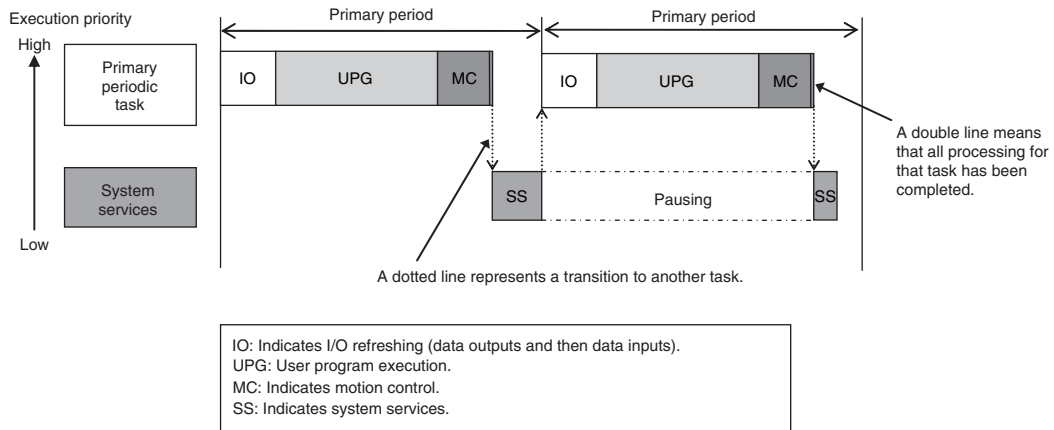 Execution priority
High
Low
Primary
periodic
task
System
services
Primary period
Primary period
IO
UPG
MC
IO
UPG
MC
SS
Pausing
SS
A double line means
that all processing for
that task has been
completed.
A dotted line represents a transition to another task.
IO: Indicates I/O refreshing (data outputs and then data inputs).
UPG: User program execution.
MC: Indicates motion control.
SS: Indicates system services.